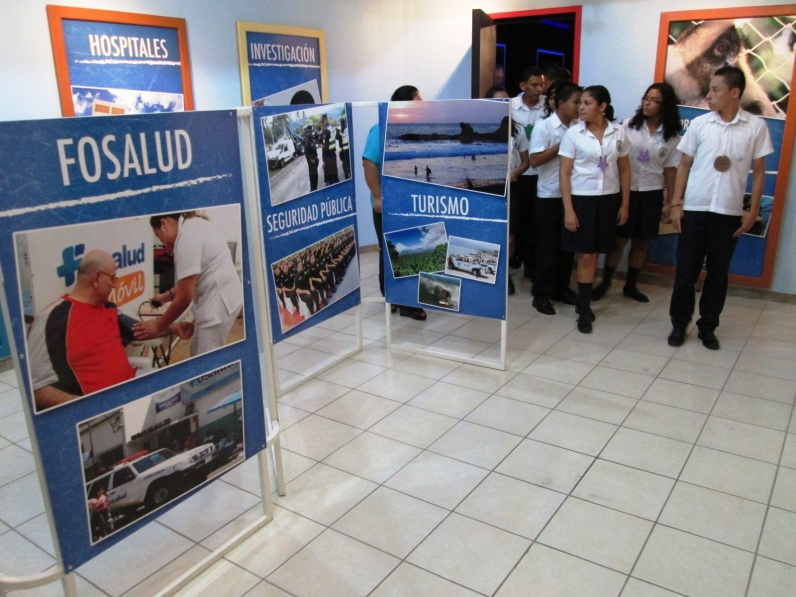 HOSPITALES
INVESTIGACIÓN
FOSALUD
salud
móvil
SEGURIDAD PÚBLICA
TURISMO